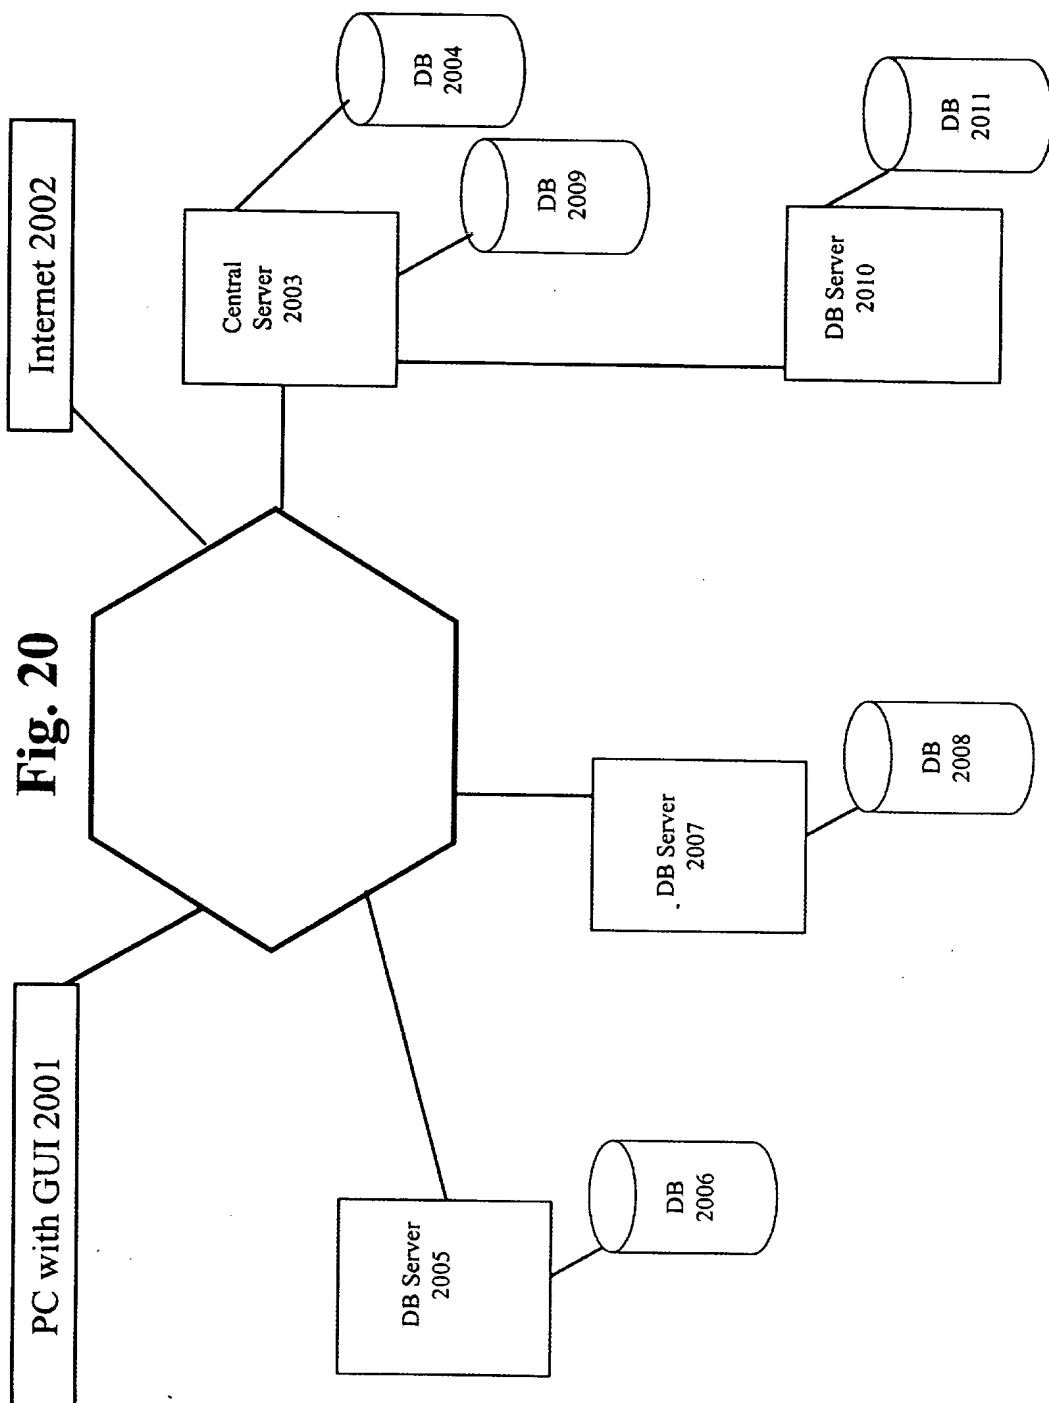 Fig. 20
PC with GUI 2001
Internet 2002
Central
Server
2003
DB
2004
DB
2009
DB Server
2005
DB
2006
DB Server
2007
DB
2008
DB Server
2010
DB
2011